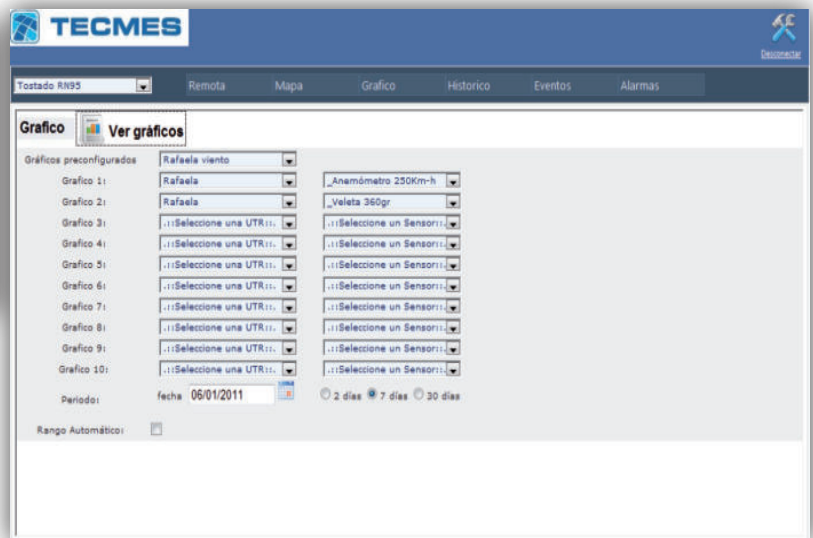 TECMES
Desconectar
Tostado RN95 Remota Mapa Grafico Historico Eventos Alarmas
Grafico Ver gráficos
Gráficos preconfigurados Rafaela viento
Grafico 1: Rafaela _Anemómetro 250Km-h
Grafico 2: Rafaela _Veleta 360gr
Grafico 3: .::Seleccione una UTR::. .::Seleccione un Sensor::.
Grafico 4: .::Seleccione una UTR::. .::Seleccione un Sensor::.
Grafico 5: .::Seleccione una UTR::. .::Seleccione un Sensor::.
Grafico 6: .::Seleccione una UTR::. .::Seleccione un Sensor::.
Grafico 7: .::Seleccione una UTR::. .::Seleccione un Sensor::.
Grafico 8: .::Seleccione una UTR::. .::Seleccione un Sensor::.
Grafico 9: .::Seleccione una UTR::. .::Seleccione un Sensor::.
Grafico 10: .::Seleccione una UTR::. .::Seleccione un Sensor::.
Periodo: fecha 06/01/2011 2 días 7 días 30 días
Rango Automático: